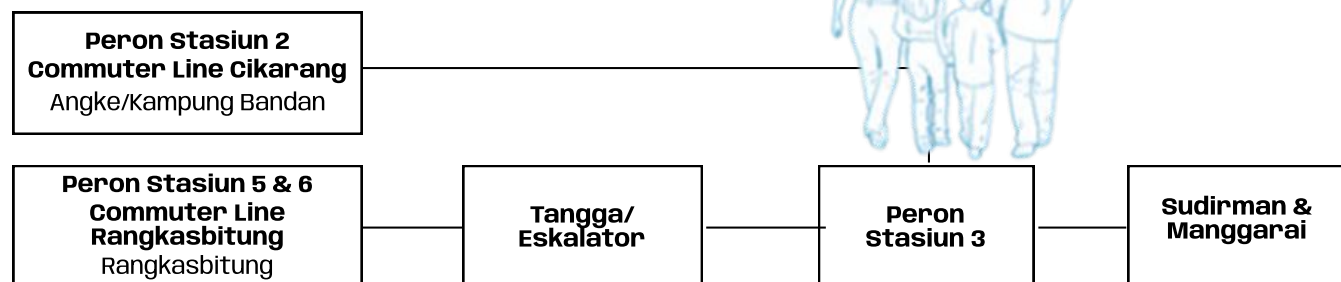 Peron Stasiun 2
Commuter Line Cikarang
Angke/Kampung Bandan
Peron Stasiun 5 & 6
Commuter Line
Rangkasbitung
Rangkasbitung
Tangga/
Eskalator
Peron
Stasiun 3
Sudirman &
Manggarai